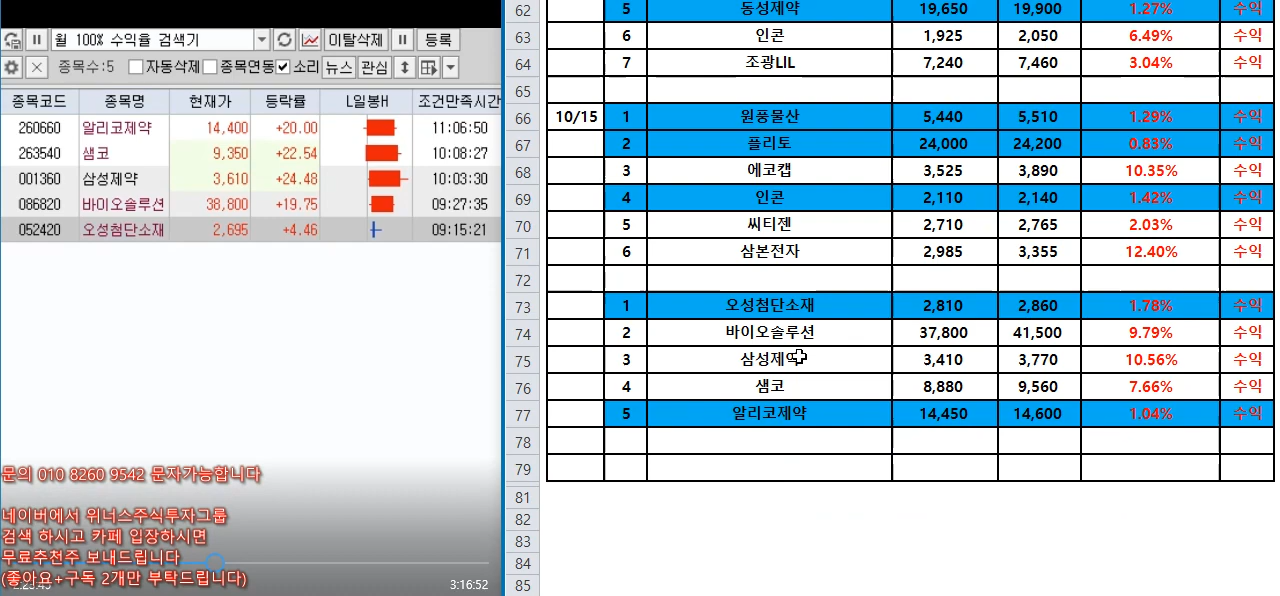 월 100% 수익율 검색기 이탈삭제 등록
종목수:5 자동삭제 종목연동 소리 뉴스 관심
종목코드 종목명 현재가 등락률 L일봉H 조건만족시간
260660 알리코제약 14,400 +20.00 11:06:50
263540 샘코 9,350 +22.54 10:08:27
001360 삼성제약 3,610 +24.48 10:03:30
086820 바이오솔루션 38,800 +19.75 09:27:35
052420 오성첨단소재 2,695 +4.46 09:15:21
문의 010 8260 9542 문자가능합니다
네이버에서 위너스주식투자그룹
검색 하시고 카페 입장하시면
무료추천주 보내드립니다
(좋아요+구독 2개만 부탁드립니다)
3:16:52
62 5 동성제약 19,650 19,900 1.27% 수익
63 6 인콘 1,925 2,050 6.49% 수익
64 7 조광LIL 7,240 7,460 3.04% 수익
65
66 10/15 1 원풍물산 5,440 5,510 1.29% 수익
67 2 플리토 24,000 24,200 0.83% 수익
68 3 에코캡 3,525 3,890 10.35% 수익
69 4 인콘 2,110 2,140 1.42% 수익
70 5 씨티젠 2,710 2,765 2.03% 수익
71 6 삼본전자 2,985 3,355 12.40% 수익
72
73 1 오성첨단소재 2,810 2,860 1.78% 수익
74 2 바이오솔루션 37,800 41,500 9.79% 수익
75 3 삼성제약 3,410 3,770 10.56% 수익
76 4 샘코 8,880 9,560 7.66% 수익
77 5 알리코제약 14,450 14,600 1.04% 수익
78
79
81
82
83
84
85